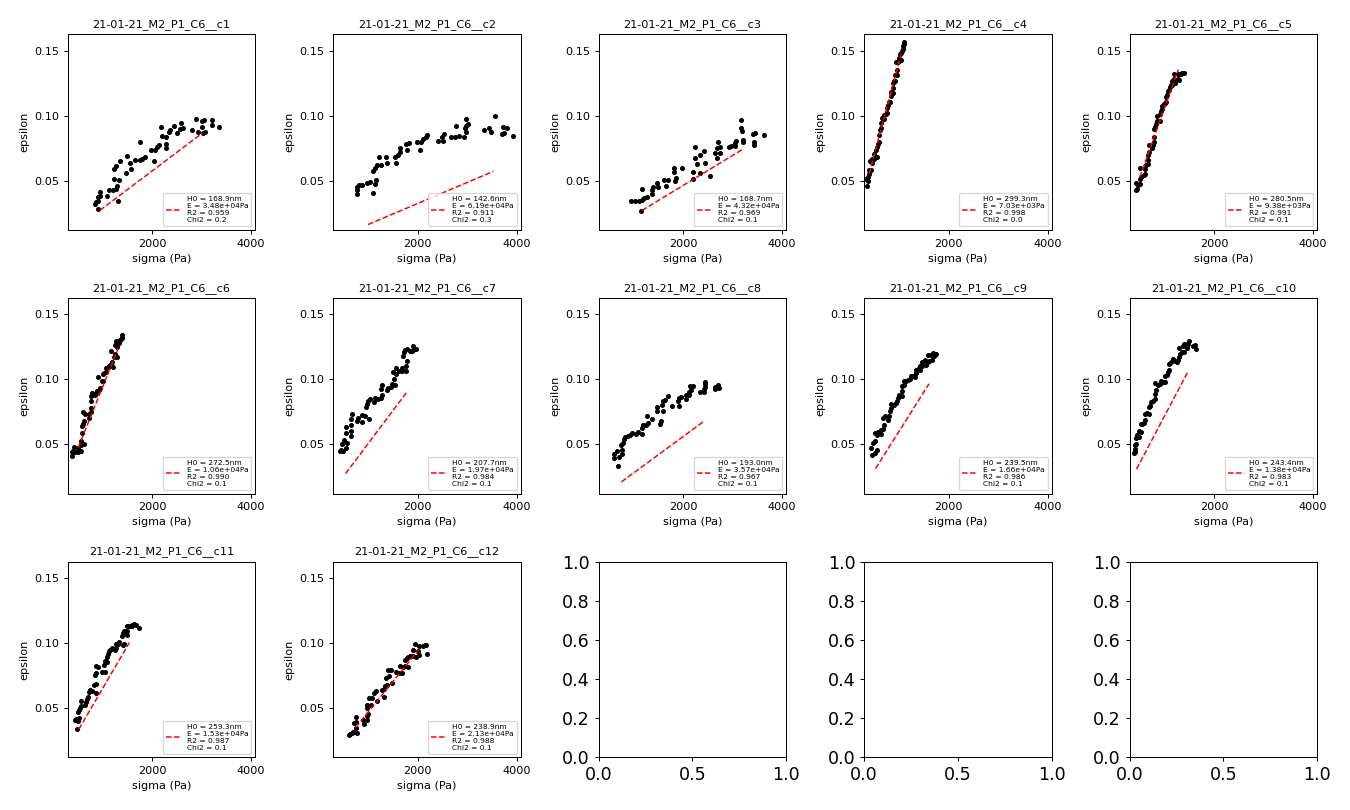 21-01-21_M2_P1_C6__c1
21-01-21_M2_P1_C6__c2
21-01-21_M2_P1_C6__c3
21-01-21_M2_P1_C6__c4
21-01-21_M2_P1_C6__c5
0.15
0.10
0.05
epsilon
2000
4000
sigma (Pa)
H0 = 168.9nm
E = 3.48e+04Pa
R2 = 0.959
Chi2 = 0.2
0.15
0.10
0.05
epsilon
2000
4000
sigma (Pa)
H0 = 142.6nm
E = 6.39e+04Pa
R2 = 0.911
Chi2 = 0.3
0.15
0.10
0.05
epsilon
2000
4000
sigma (Pa)
H0 = 168.7nm
E = 4.32e+04Pa
R2 = 0.969
Chi2 = 0.1
0.15
0.10
0.05
epsilon
2000
4000
sigma (Pa)
H0 = 299.3nm
E = 7.03e+03Pa
R2 = 0.998
Chi2 = 0.0
0.15
0.10
0.05
epsilon
2000
4000
sigma (Pa)
H0 = 280.5nm
E = 9.38e+03Pa
R2 = 0.991
Chi2 = 0.1
21-01-21_M2_P1_C6__c6
21-01-21_M2_P1_C6__c7
21-01-21_M2_P1_C6__c8
21-01-21_M2_P1_C6__c9
21-01-21_M2_P1_C6__c10
0.15
0.10
0.05
epsilon
2000
4000
sigma (Pa)
H0 = 272.5nm
E = 1.06e+04Pa
R2 = 0.990
Chi2 = 0.1
0.15
0.10
0.05
epsilon
2000
4000
sigma (Pa)
H0 = 207.7nm
E = 1.97e+04Pa
R2 = 0.984
Chi2 = 0.1
0.15
0.10
0.05
epsilon
2000
4000
sigma (Pa)
H0 = 193.0nm
E = 3.57e+04Pa
R2 = 0.967
Chi2 = 0.1
0.15
0.10
0.05
epsilon
2000
4000
sigma (Pa)
H0 = 239.5nm
E = 1.66e+04Pa
R2 = 0.986
Chi2 = 0.1
0.15
0.10
0.05
epsilon
2000
4000
sigma (Pa)
H0 = 243.4nm
E = 1.38e+04Pa
R2 = 0.983
Chi2 = 0.1
21-01-21_M2_P1_C6__c11
21-01-21_M2_P1_C6__c12
0.15
0.10
0.05
epsilon
2000
4000
sigma (Pa)
H0 = 259.3nm
E = 1.53e+04Pa
R2 = 0.987
Chi2 = 0.1
0.15
0.10
0.05
epsilon
2000
4000
sigma (Pa)
H0 = 238.9nm
E = 2.13e+04Pa
R2 = 0.988
Chi2 = 0.1
1.0
0.8
0.6
0.4
0.2
0.0
0.0
0.5
1.0
1.0
0.8
0.6
0.4
0.2
0.0
0.0
0.5
1.0
1.0
0.8
0.6
0.4
0.2
0.0
0.0
0.5
1.0